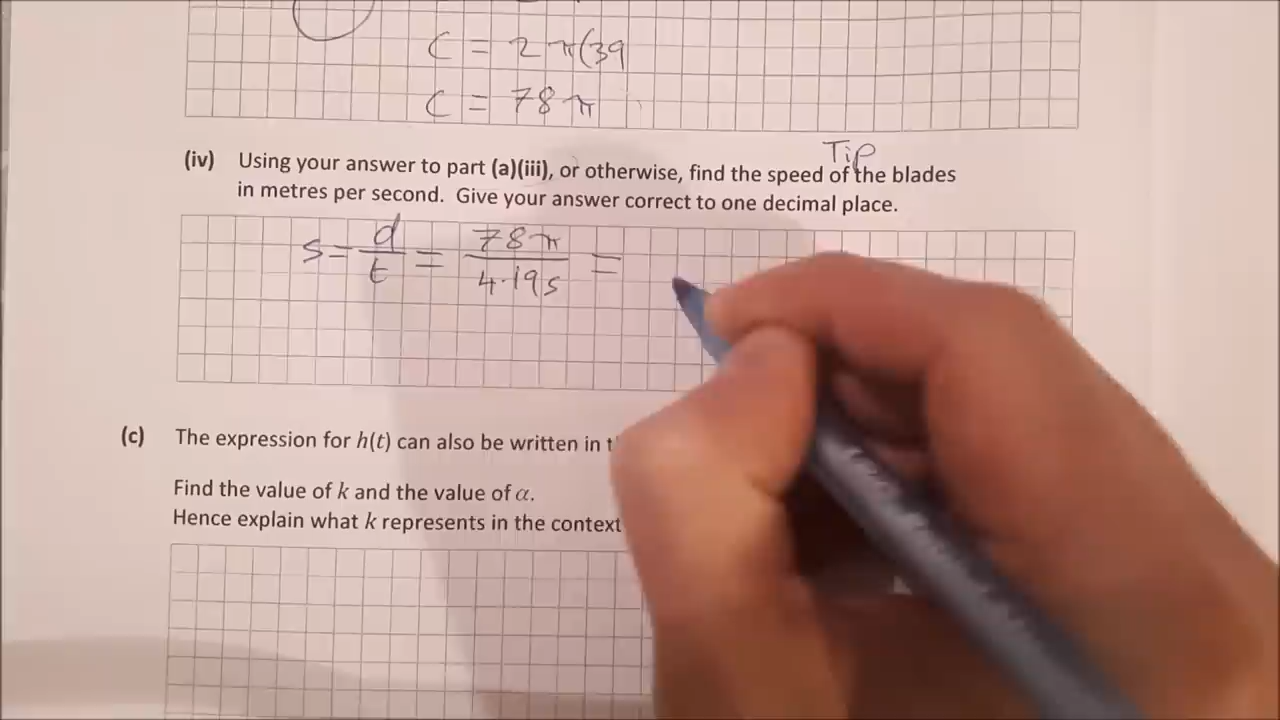 C = 2π(39
C = 78π
Tip
(iv) Using your answer to part (a)(iii), or otherwise, find the speed of the blades
in metres per second. Give your answer correct to one decimal place.
s = d/t = 78π/4.19s =
(c) The expression for h(t) can also be written in
Find the value of k and the value of α.
Hence explain what k represents in the context